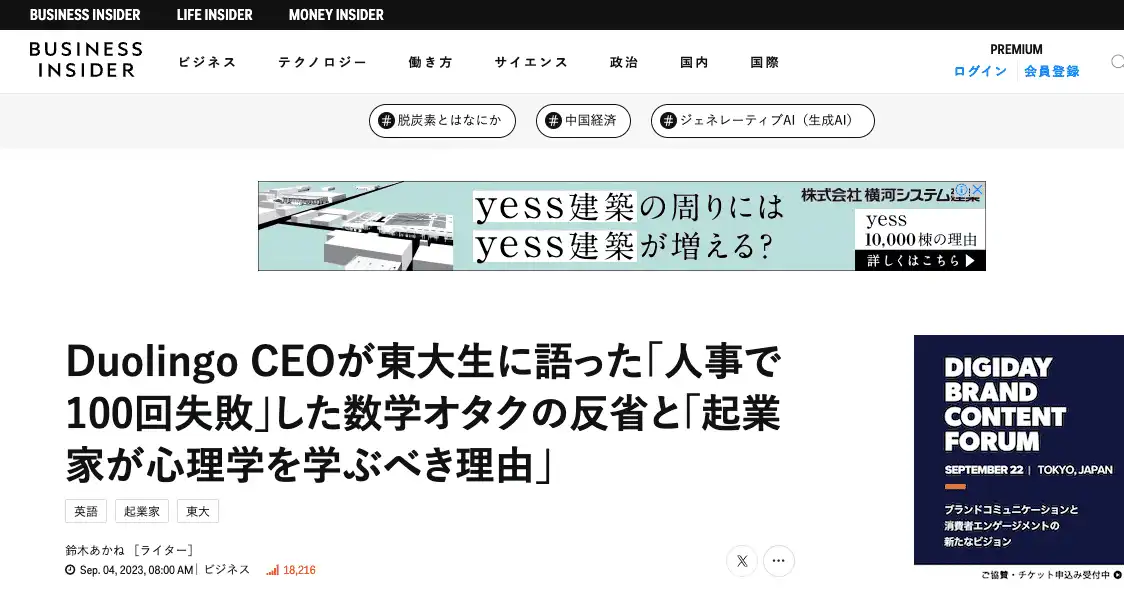 BUSINESS INSIDER LIFE INSIDER MONEY INSIDER
BUSINESS
INSIDER
ビジネス テクノロジー 働き方 サイエンス 政治 国内 国際
PREMIUM
ログイン 会員登録
#脱炭素とはなにか #中国経済 #ジェネレーティブAI（生成AI）
yess建築の周りには
yess建築が増える?
株式会社 横河システム建築
yess
10,000棟の理由
詳しくはこちら▶
Duolingo CEOが東大生に語った「人事で
100回失敗」した数学オタクの反省と「起業
家が心理学を学ぶべき理由」
英語 起業家 東大
鈴木あかね ［ライター］
Sep. 04, 2023, 08:00 AM | ビジネス 18,216
DIGIDAY
BRAND
CONTENT
FORUM
SEPTEMBER 22 | TOKYO, JAPAN
ブランドコミュニケーションと
消費者エンゲージメントの
新たなビジョン
ご協賛・チケット申込み受付中